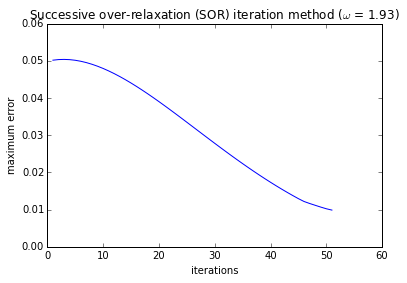 Successive over-relaxation (SOR) iteration method (ω = 1.93)
0.06
0.05
0.04
0.03
0.02
0.01
0.00
maximum error
0 10 20 30 40 50 60
iterations